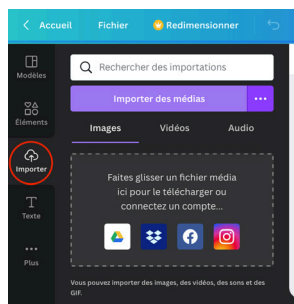 Accueil Fichier Redimensionner
Modèles
Rechercher des importations
Importer des médias
Éléments
Images Vidéos Audio
Importer
Faites glisser un fichier média
ici pour le télécharger ou
connectez un compte...
Texte
Plus
Vous pouvez importer des images, des vidéos, des sons et des
GIF.